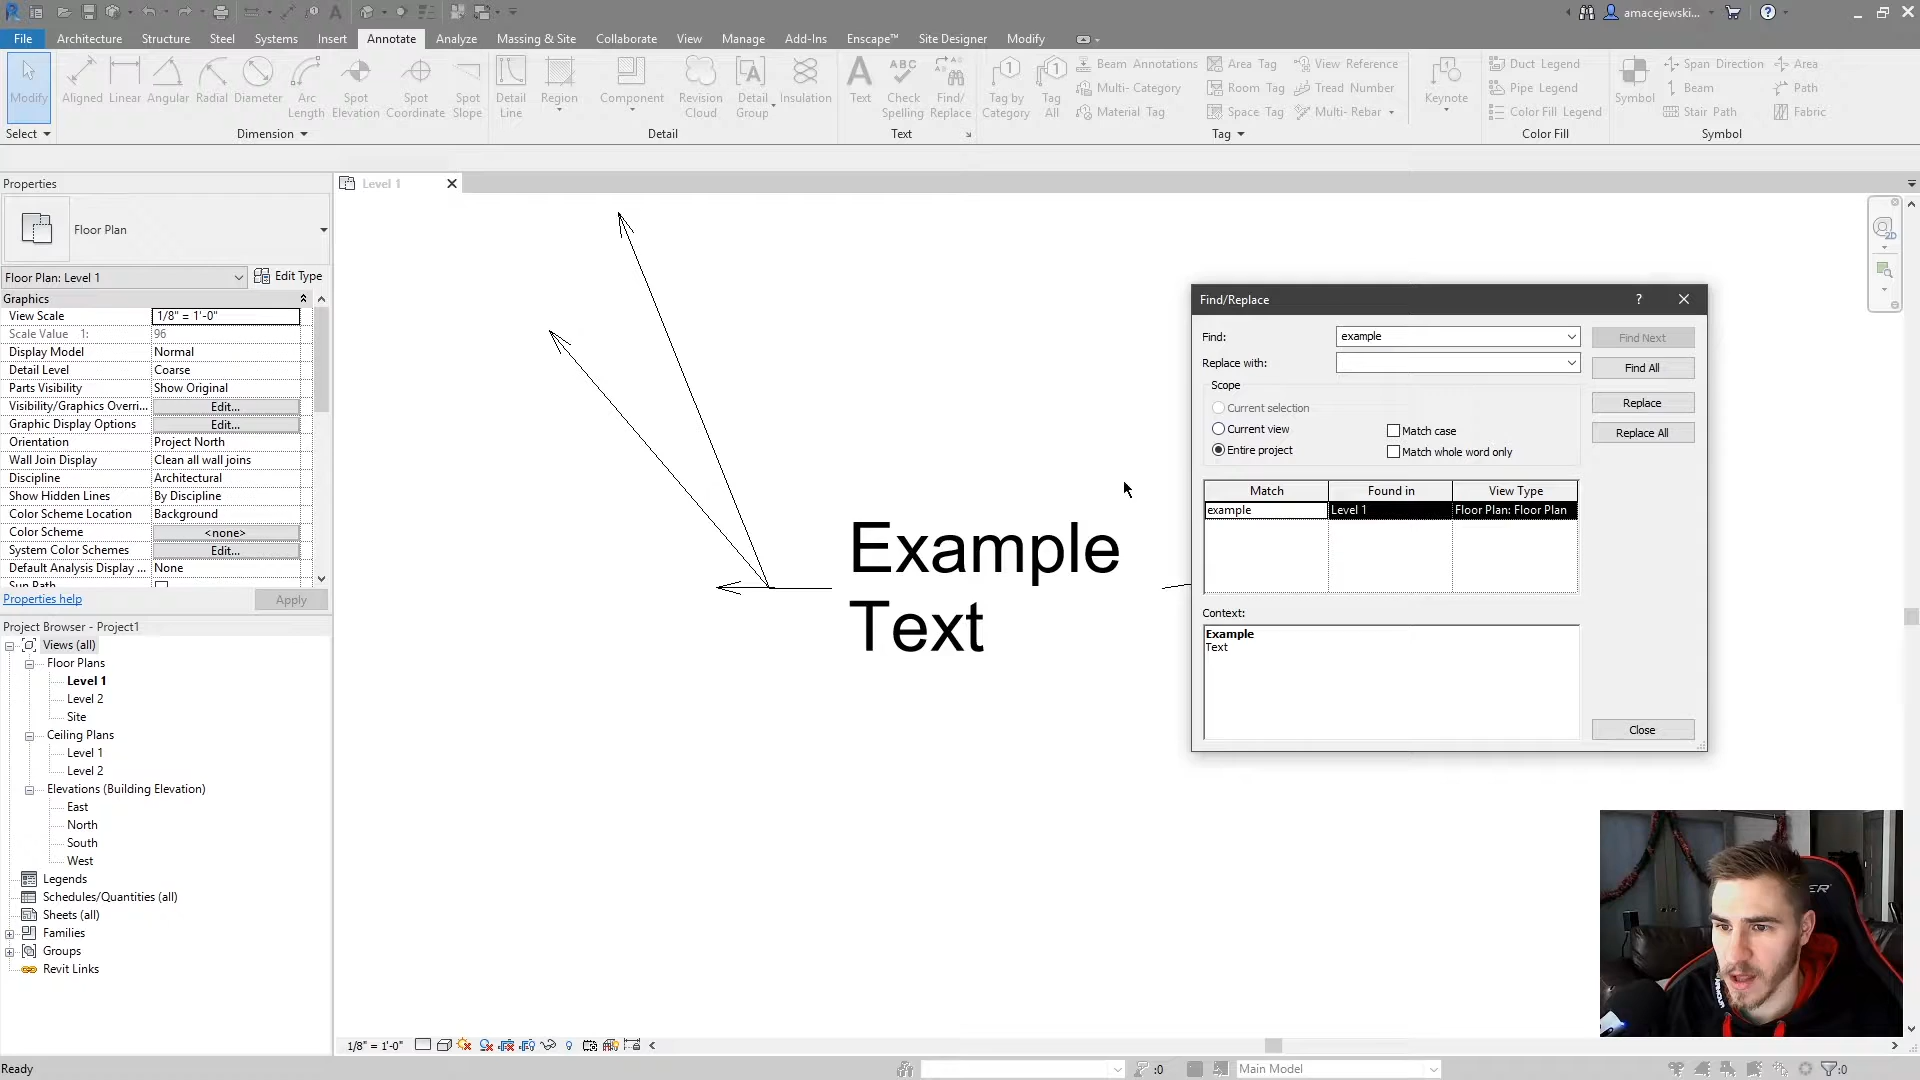 amacejewski...
File Architecture Structure Steel Systems Insert Annotate Analyze Massing & Site Collaborate View Manage Add-Ins Enscape™ Site Designer Modify
Modify
Aligned Linear Angular Radial Diameter Arc Length Spot Elevation Spot Coordinate Spot Slope
Detail Line Region Component Revision Cloud Detail Group Insulation
Text Check Spelling Find/ Replace
Tag by Category Tag All Beam Annotations Area Tag View Reference
Multi- Category Room Tag Tread Number
Material Tag Space Tag Multi- Rebar
Keynote
Duct Legend
Pipe Legend
Color Fill Legend
Symbol Span Direction Area
Beam Path
Stair Path Fabric
Select Dimension Detail Text Tag Color Fill Symbol
Properties
Floor Plan
Floor Plan: Level 1 Edit Type
Graphics
View Scale 1/8" = 1'-0"
Scale Value 1: 96
Display Model Normal
Detail Level Coarse
Parts Visibility Show Original
Visibility/Graphics Overri... Edit...
Graphic Display Options Edit...
Orientation Project North
Wall Join Display Clean all wall joins
Discipline Architectural
Show Hidden Lines By Discipline
Color Scheme Location Background
Color Scheme <none>
System Color Schemes Edit...
Default Analysis Display ... None
Sun Path
Properties help Apply
Project Browser - Project1
Views (all)
Floor Plans
Level 1
Level 2
Site
Ceiling Plans
Level 1
Level 2
Elevations (Building Elevation)
East
North
South
West
Legends
Schedules/Quantities (all)
Sheets (all)
Families
Groups
Revit Links
Level 1
Example
Text
Find/Replace
Find: example Find Next
Replace with: Find All
Scope
Current selection Replace
Current view Match case Replace All
Entire project Match whole word only
Match Found in View Type
example Level 1 Floor Plan: Floor Plan
Context:
Example
Text
Close
1/8" = 1'-0"
Ready :0 Main Model :0